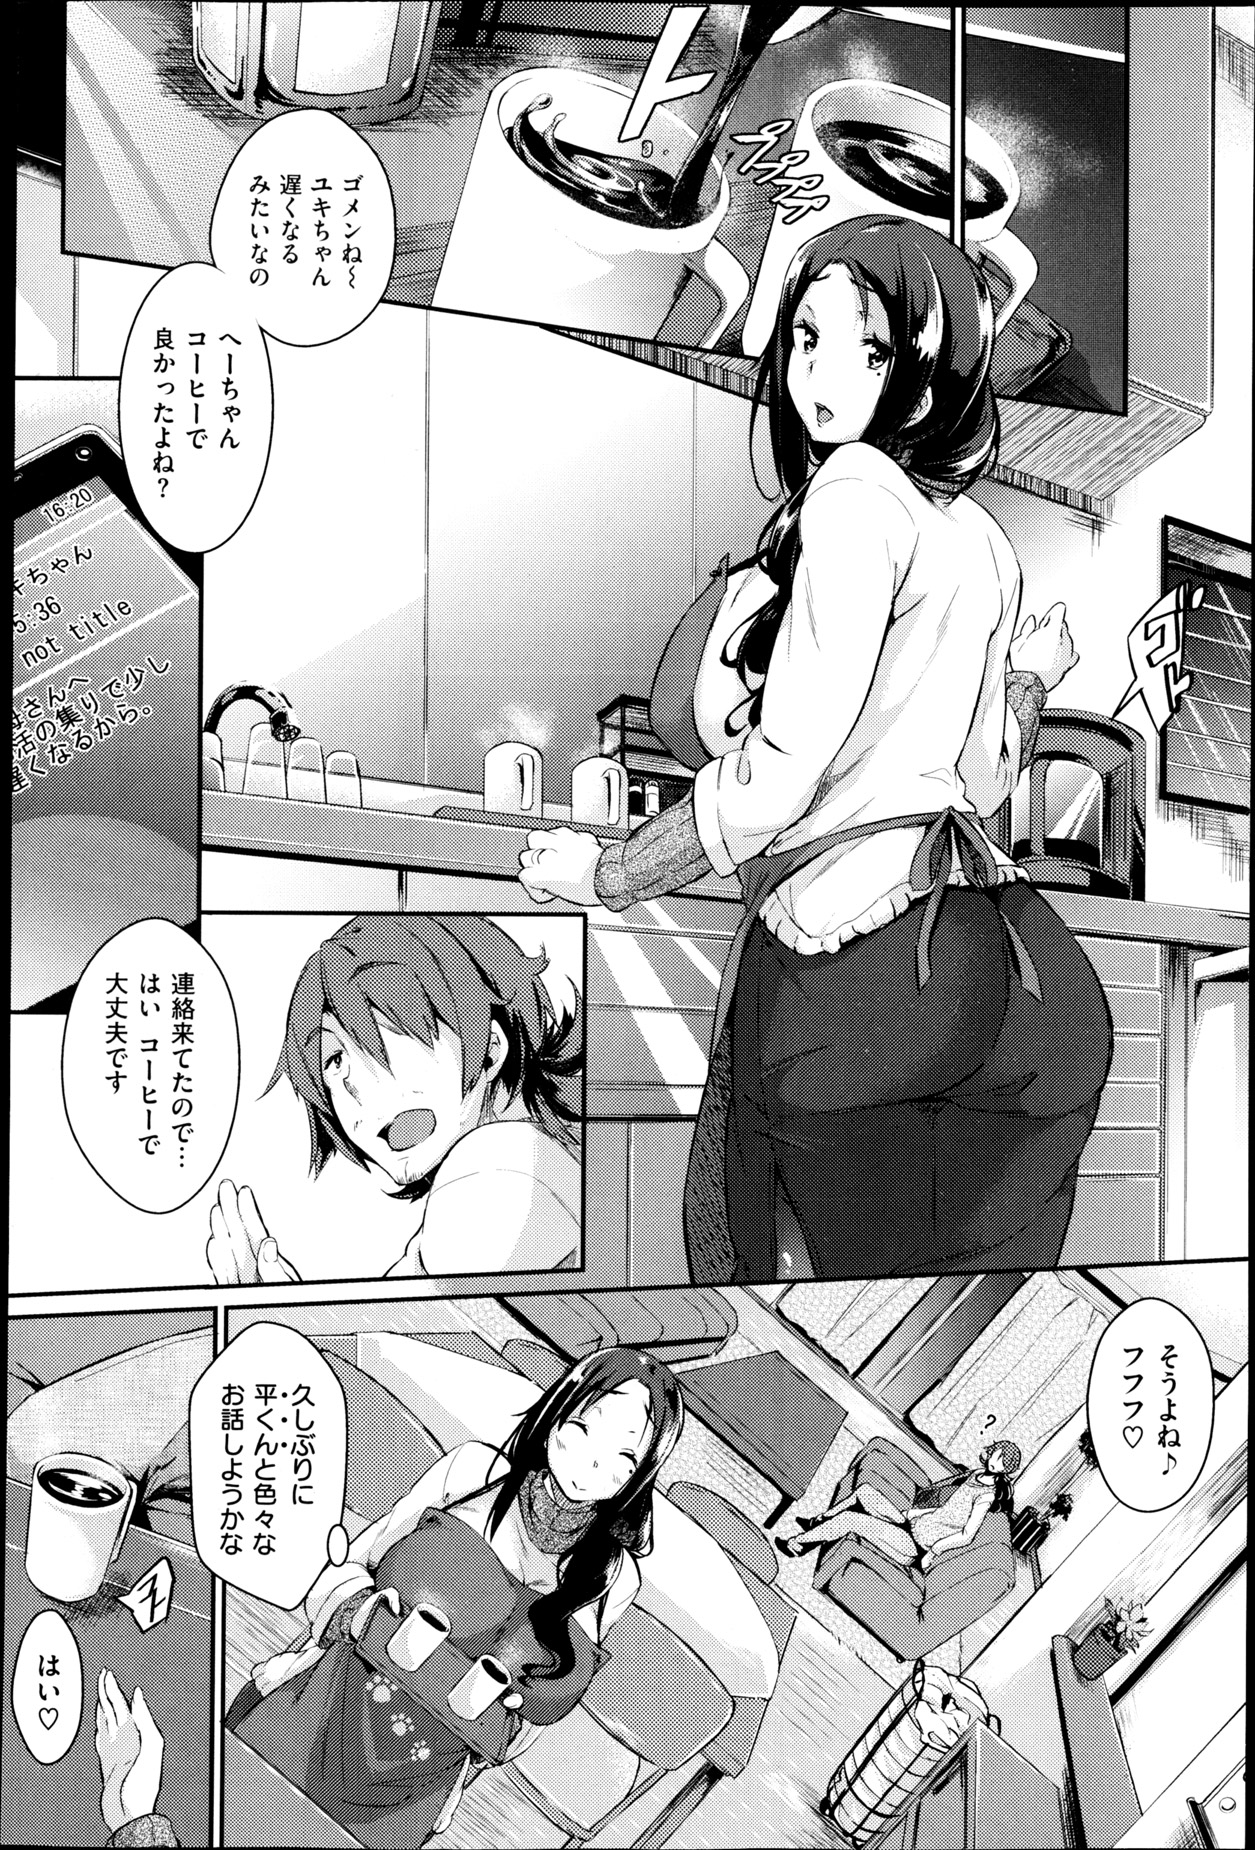 ト
プププ
ゴメンね～
ユキちゃん
遅くなる
みたいなの
へーちゃん
コーヒーで
良かったよね？
ゴト
16:20
ちゃん
5:36
not title
さんへ
活の集りで少し
遅くなるから。
連絡来てたので…
はい コーヒーで
大丈夫です
そうよね♪
フフフ♡
?
久しぶりに
平くんと色々な
お話しようかな
はい♡